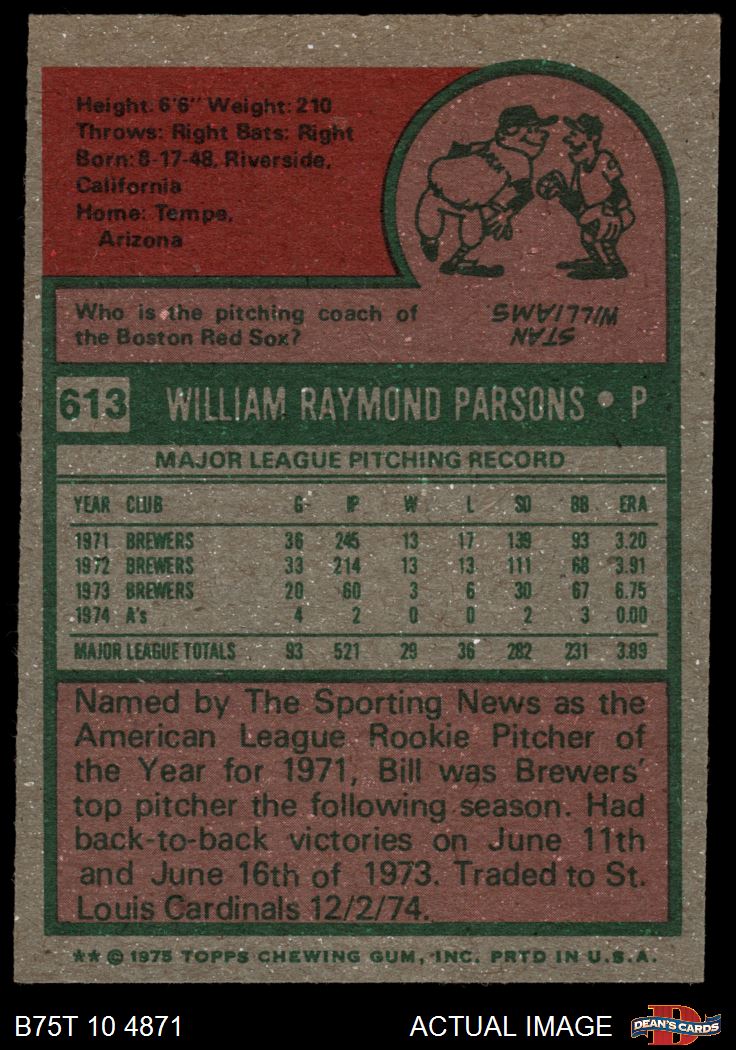 Height: 6'6" Weight: 210
Throws: Right Bats: Right
Born: 8-17-48, Riverside,
California
Home: Tempe,
Arizona
Who is the pitching coach of
the Boston Red Sox?
STAN
WILLIAMS
613 WILLIAM RAYMOND PARSONS • P
MAJOR LEAGUE PITCHING RECORD
YEAR CLUB G IP W L SO BB ERA
1971 BREWERS 36 245 13 17 139 93 3.20
1972 BREWERS 33 214 13 13 111 68 3.91
1973 BREWERS 20 60 3 6 30 67 6.75
1974 A's 4 2 0 0 2 3 0.00
MAJOR LEAGUE TOTALS 93 521 29 36 282 231 3.89
Named by The Sporting News as the
American League Rookie Pitcher of
the Year for 1971, Bill was Brewers'
top pitcher the following season. Had
back-to-back victories on June 11th
and June 16th of 1973. Traded to St.
Louis Cardinals 12/2/74.
** © 1975 TOPPS CHEWING GUM, INC. PRTD IN U.S.A.
B75T 10 4871 ACTUAL IMAGE DEAN'S CARDS